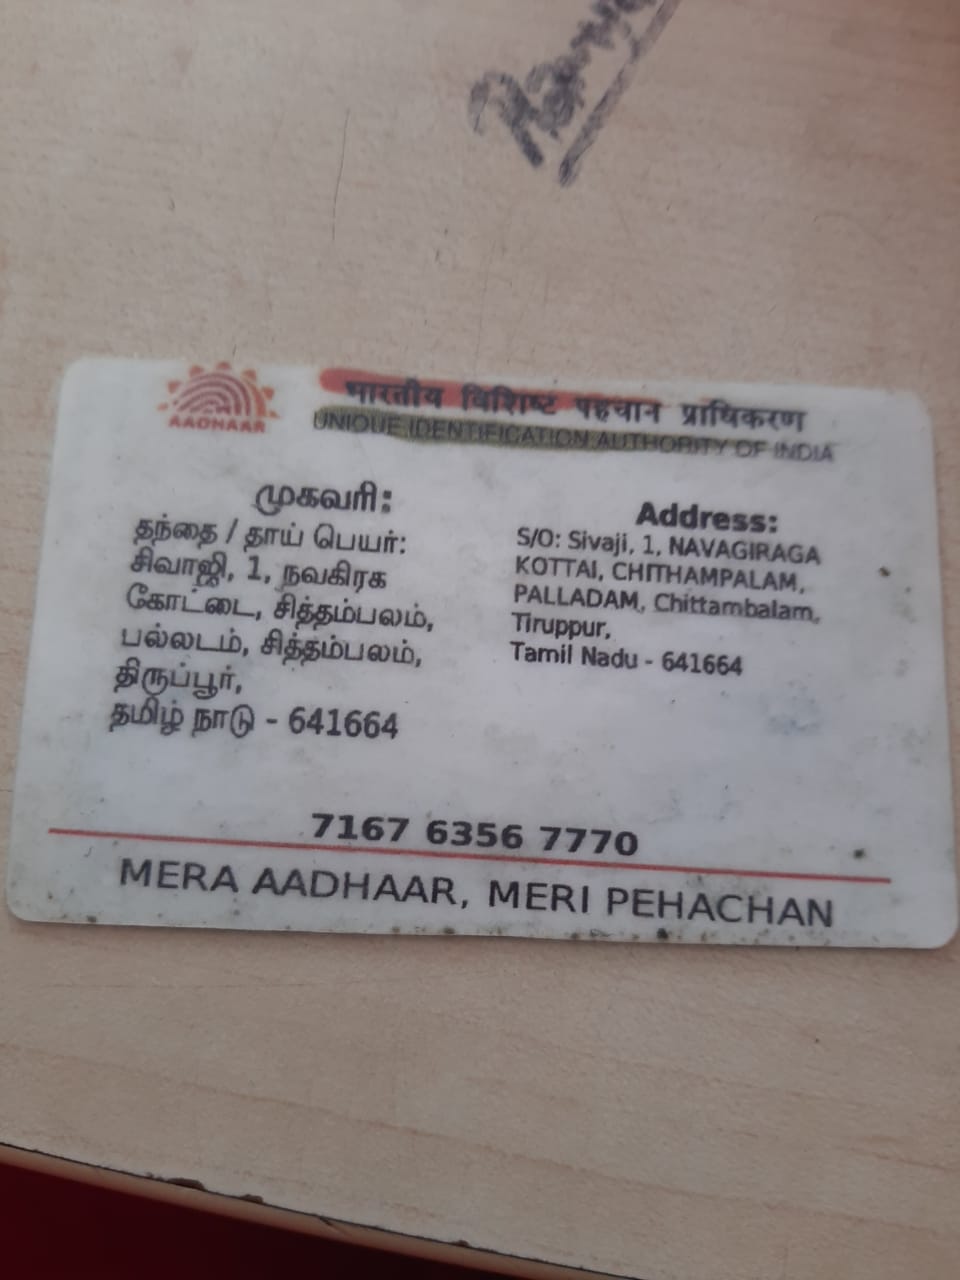 AADHAAR
भारतीय विशिष्ट पहचान प्राधिकरण
UNIQUE IDENTIFICATION AUTHORITY OF INDIA
முகவரி:
தந்தை / தாய் பெயர்:
சிவாஜி, 1, நவகிரக
கோட்டை, சித்தம்பலம்,
பல்லடம், சித்தம்பலம்,
திருப்பூர்,
தமிழ் நாடு - 641664
Address:
S/O: Sivaji, 1, NAVAGIRAGA
KOTTAI, CHITHAMPALAM,
PALLADAM, Chittambalam,
Tiruppur,
Tamil Nadu - 641664
7167 6356 7770
MERA AADHAAR, MERI PEHACHAN